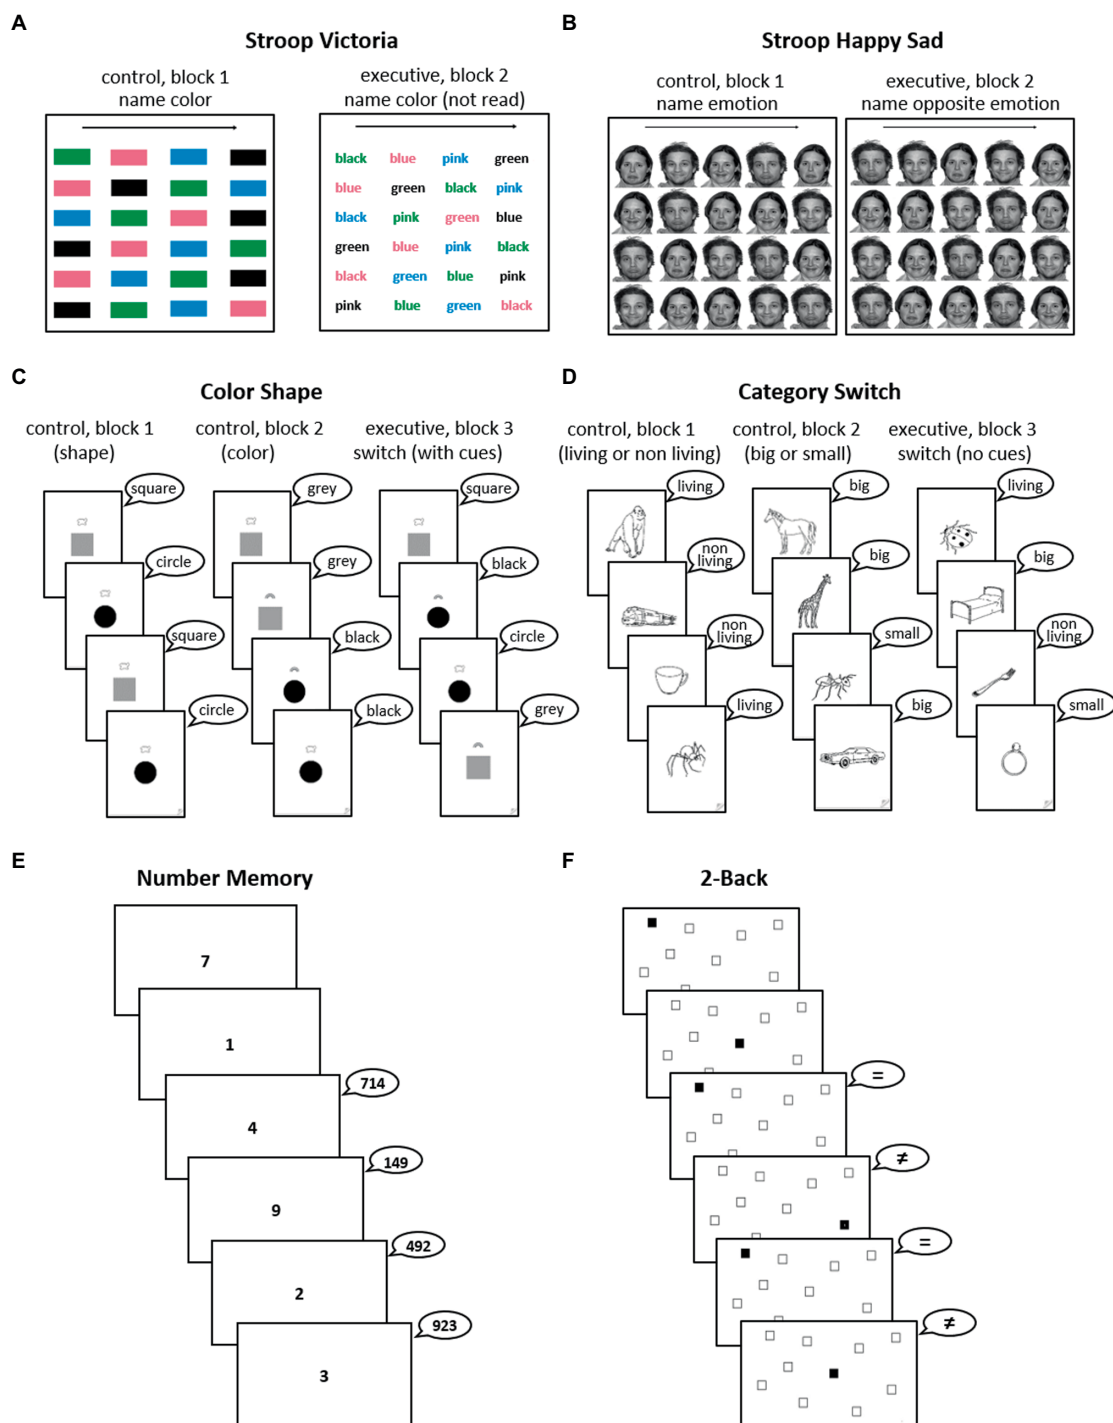 A
Stroop Victoria
control, block 1
name color
executive, block 2
name color (not read)
black blue pink green
blue green black pink
black pink green blue
green blue pink black
black green blue pink
pink blue green black
B
Stroop Happy Sad
control, block 1
name emotion
executive, block 2
name opposite emotion
C
Color Shape
control, block 1
(shape)
square
circle
square
circle
control, block 2
(color)
grey
grey
black
black
executive, block 3
switch (with cues)
square
black
circle
grey
D
Category Switch
control, block 1
(living or non living)
living
non
living
non
living
living
control, block 2
(big or small)
big
big
small
big
executive, block 3
switch (no cues)
living
big
non
living
small
E
Number Memory
7
1
714
4
149
9
492
2
923
3
F
2-Back
=
≠
=
≠